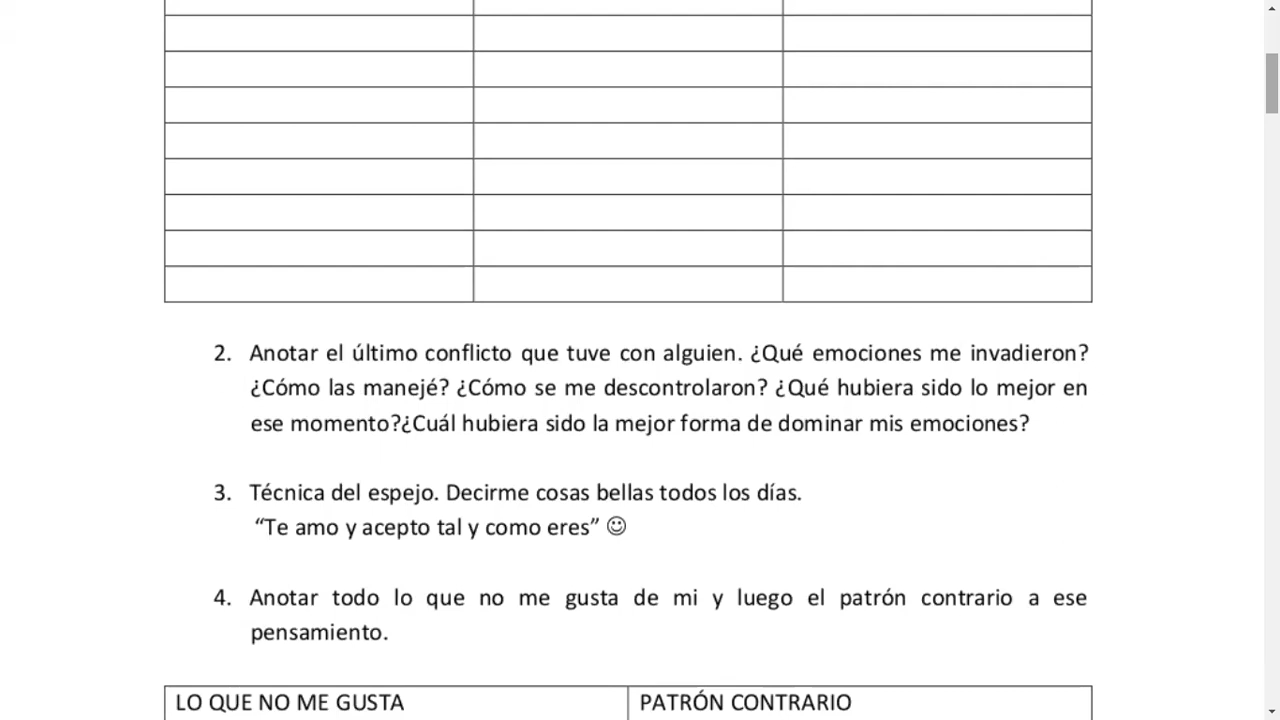 2. Anotar el último conflicto que tuve con alguien. ¿Qué emociones me invadieron?
¿Cómo las manejé? ¿Cómo se me descontrolaron? ¿Qué hubiera sido lo mejor en
ese momento?¿Cuál hubiera sido la mejor forma de dominar mis emociones?
3. Técnica del espejo. Decirme cosas bellas todos los días.
“Te amo y acepto tal y como eres” ☺
4. Anotar todo lo que no me gusta de mi y luego el patrón contrario a ese
pensamiento.
LO QUE NO ME GUSTA PATRÓN CONTRARIO